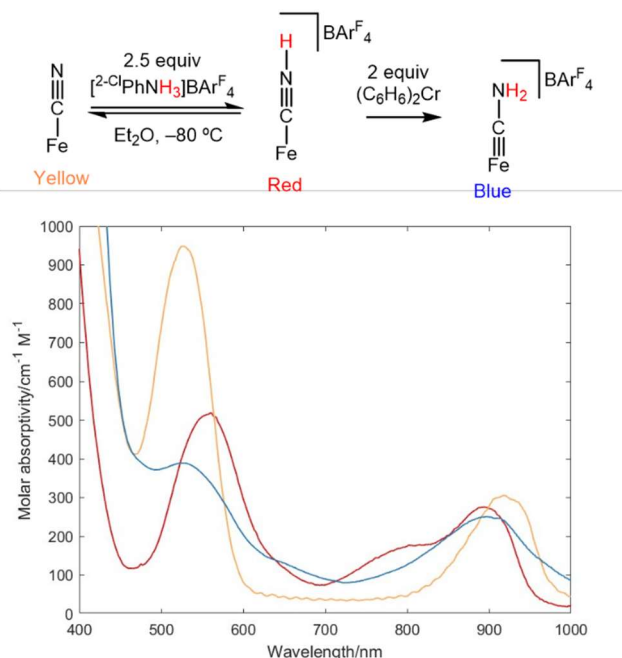 N
C
Fe
Yellow
2.5 equiv
[2-ClPhNH3]BArF4
Et2O, –80 ºC
H
N
C
Fe
BArF4
Red
2 equiv
(C6H6)2Cr
NH2
C
Fe
BArF4
Blue
1000
900
800
700
600
500
400
300
200
100
0
Molar absorptivity/cm-1 M-1
400 500 600 700 800 900 1000
Wavelength/nm